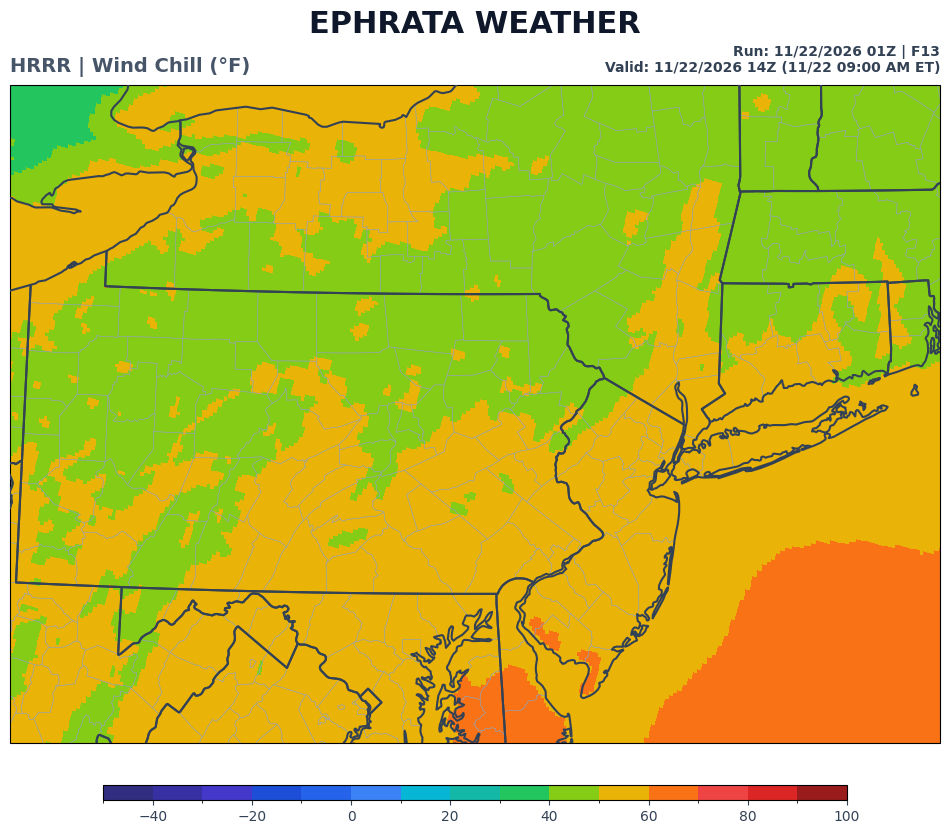 EPHRATA WEATHER
HRRR | Wind Chill (°F)
Run: 11/22/2026 01Z | F13
Valid: 11/22/2026 14Z (11/22 09:00 AM ET)
−40 −20 0 20 40 60 80 100